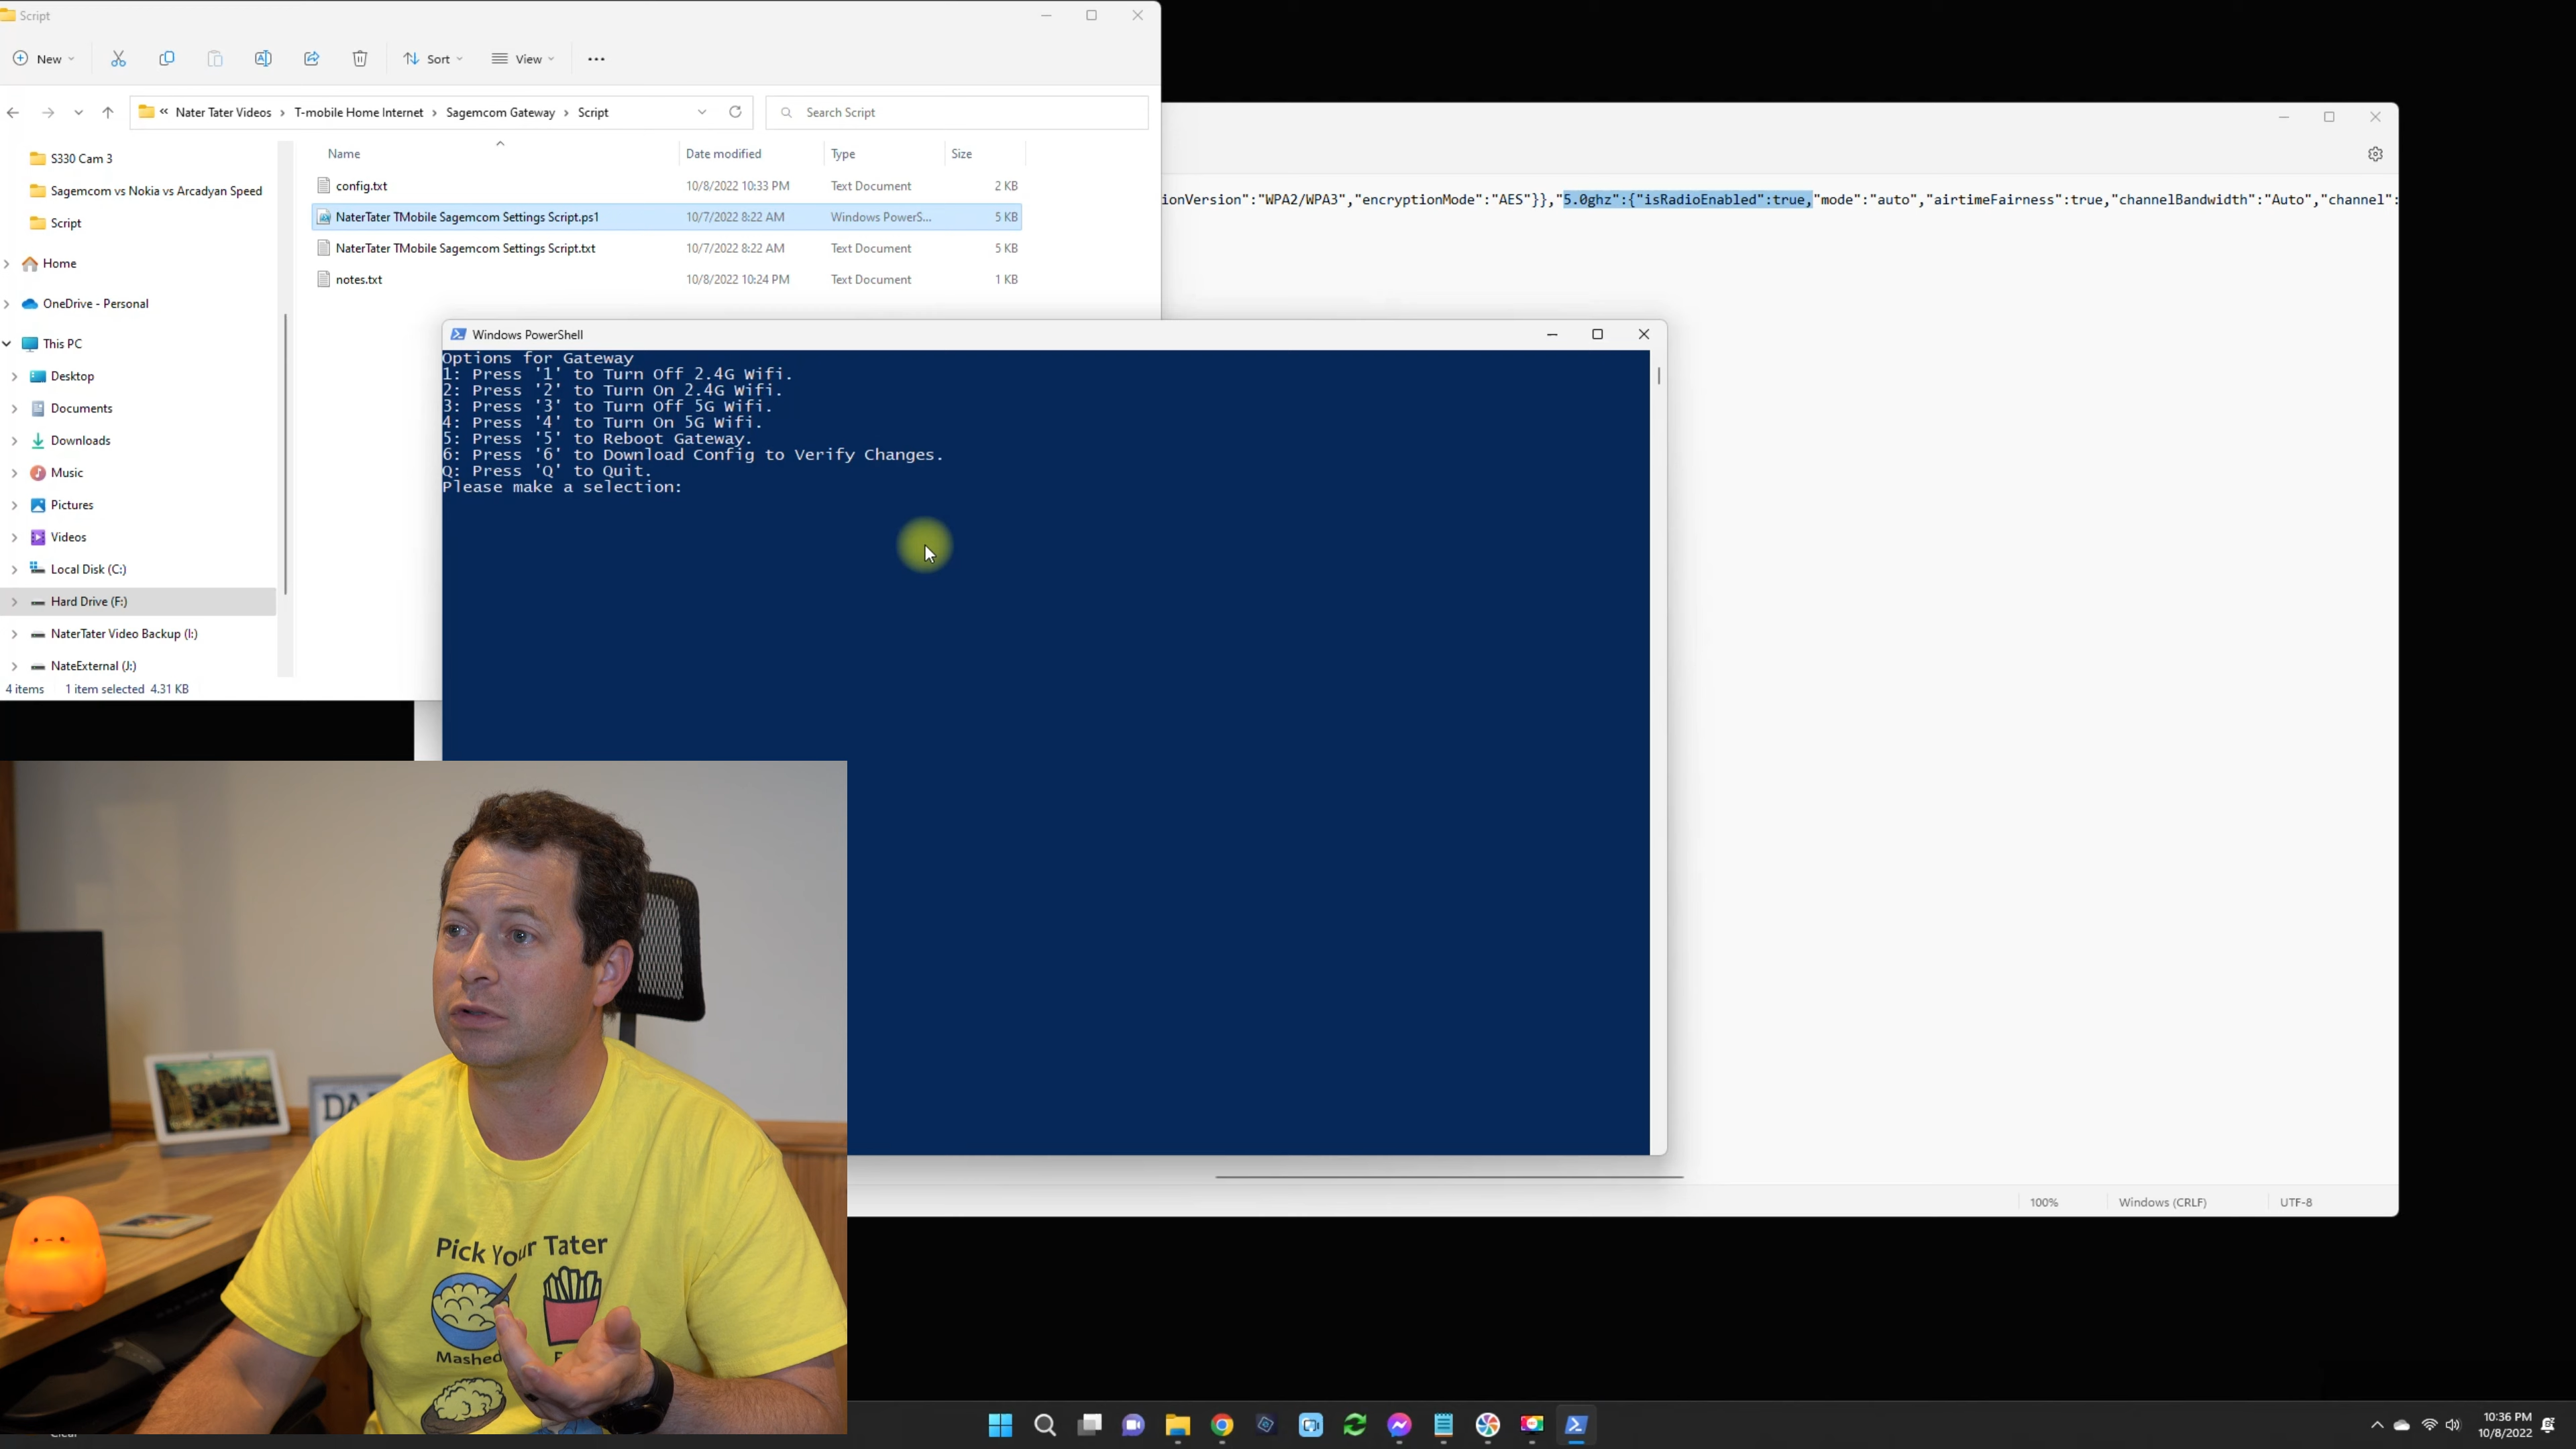 Script
New
Sort
View
« Nater Tater Videos › T-mobile Home Internet › Sagemcom Gateway › Script
Search Script
Name
Date modified
Type
Size
config.txt
10/8/2022 10:33 PM
Text Document
2 KB
NaterTater TMobile Sagemcom Settings Script.ps1
10/7/2022 8:22 AM
Windows PowerS...
5 KB
NaterTater TMobile Sagemcom Settings Script.txt
10/7/2022 8:22 AM
Text Document
5 KB
notes.txt
10/8/2022 10:24 PM
Text Document
1 KB
S330 Cam 3
Sagemcom vs Nokia vs Arcadyan Speed
Script
Home
OneDrive - Personal
This PC
Desktop
Documents
Downloads
Music
Pictures
Videos
Local Disk (C:)
Hard Drive (F:)
NaterTater Video Backup (I:)
NateExternal (J:)
4 items
1 item selected 4.31 KB
ionVersion":"WPA2/WPA3","encryptionMode":"AES"}},"5.0ghz":{"isRadioEnabled":true,"mode":"auto","airtimeFairness":true,"channelBandwidth":"Auto","channel":
Windows PowerShell
Options for Gateway
1: Press '1' to Turn Off 2.4G Wifi.
2: Press '2' to Turn On 2.4G Wifi.
3: Press '3' to Turn Off 5G Wifi.
4: Press '4' to Turn On 5G Wifi.
5: Press '5' to Reboot Gateway.
6: Press '6' to Download Config to Verify Changes.
Q: Press 'Q' to Quit.
Please make a selection:
100%
Windows (CRLF)
UTF-8
Pick Your Tater
Mashed
10:36 PM
10/8/2022